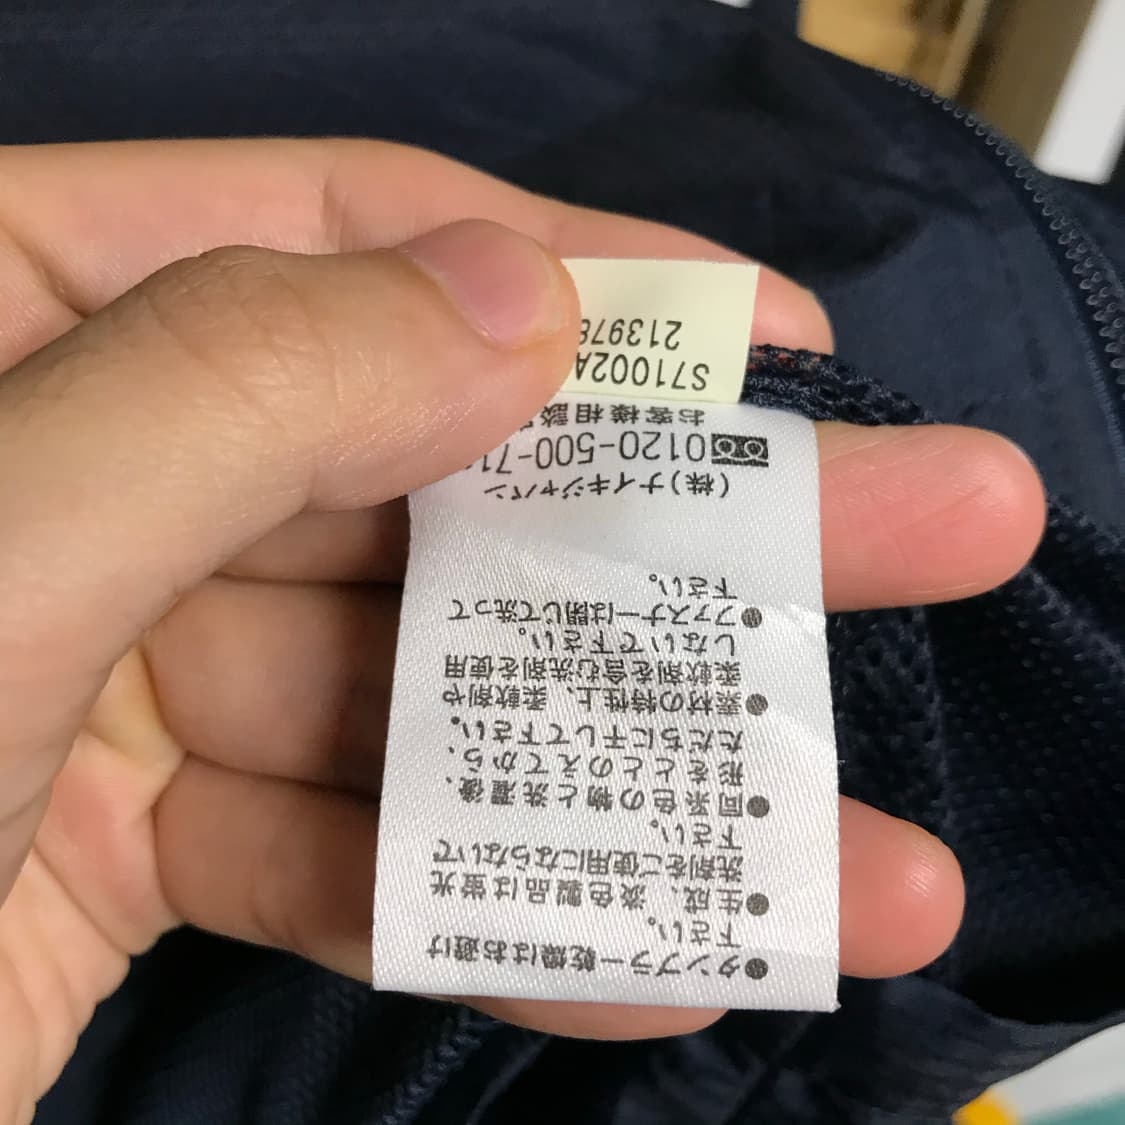 ●タンブラー乾燥はお避け
下さい。
●生成、淡色製品は蛍光
洗剤をご使用にならないで
下さい。
●同系色の物と洗濯後、
形をととのえてから、
ただちに干して下さい。
●素材の特性上、柔軟剤や
柔軟剤を含む洗剤を使用
しないで下さい。
●ファスナーは閉じて洗って
下さい。
(株)ナイキジャパン
0120-500-71
お客様相談
S71002A
213978